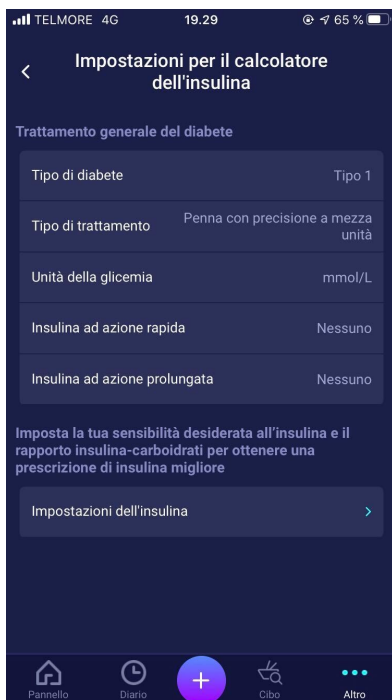 TELMORE 4G 19.29 65 %
Impostazioni per il calcolatore
dell'insulina
Trattamento generale del diabete
Tipo di diabete Tipo 1
Tipo di trattamento Penna con precisione a mezza
unità
Unità della glicemia mmol/L
Insulina ad azione rapida Nessuno
Insulina ad azione prolungata Nessuno
Imposta la tua sensibilità desiderata all’insulina e il
rapporto insulina-carboidrati per ottenere una
prescrizione di insulina migliore
Impostazioni dell'insulina
Pannello Diario Cibo Altro